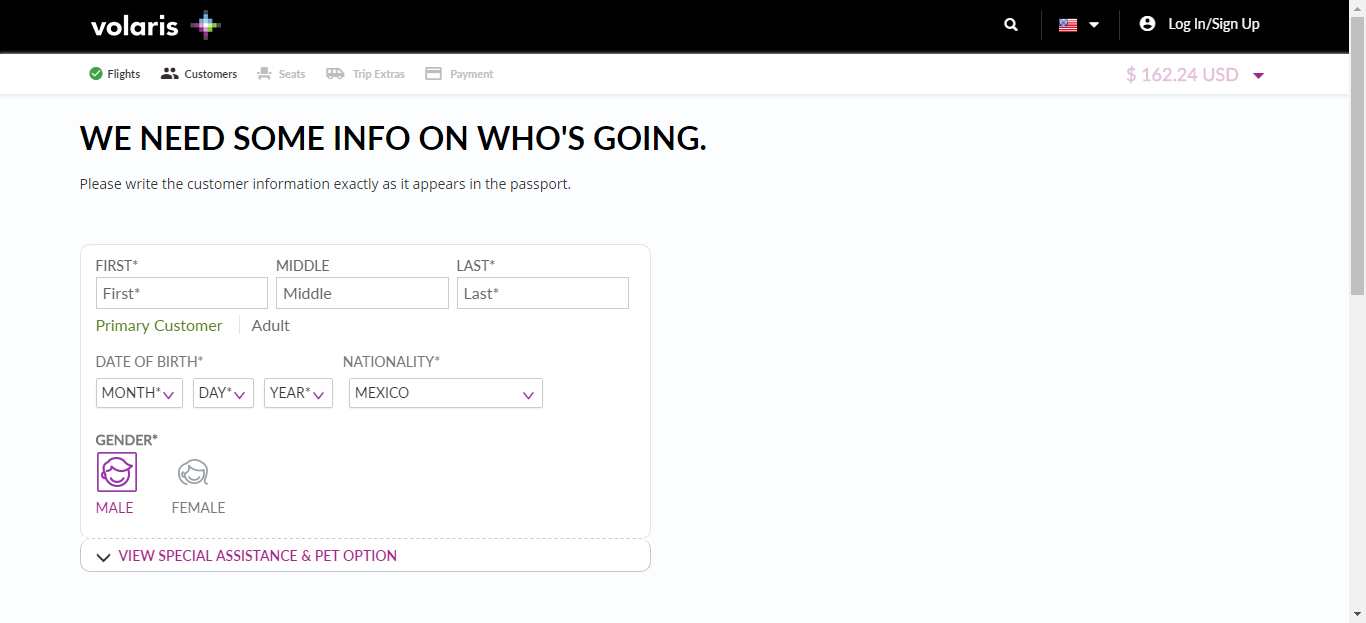 volaris
Log In/Sign Up
Flights Customers Seats Trip Extras Payment
$ 162.24 USD
WE NEED SOME INFO ON WHO'S GOING.
Please write the customer information exactly as it appears in the passport.
FIRST* MIDDLE LAST*
First* Middle Last*
Primary Customer Adult
DATE OF BIRTH* NATIONALITY*
MONTH* DAY* YEAR* MEXICO
GENDER*
MALE FEMALE
VIEW SPECIAL ASSISTANCE & PET OPTION